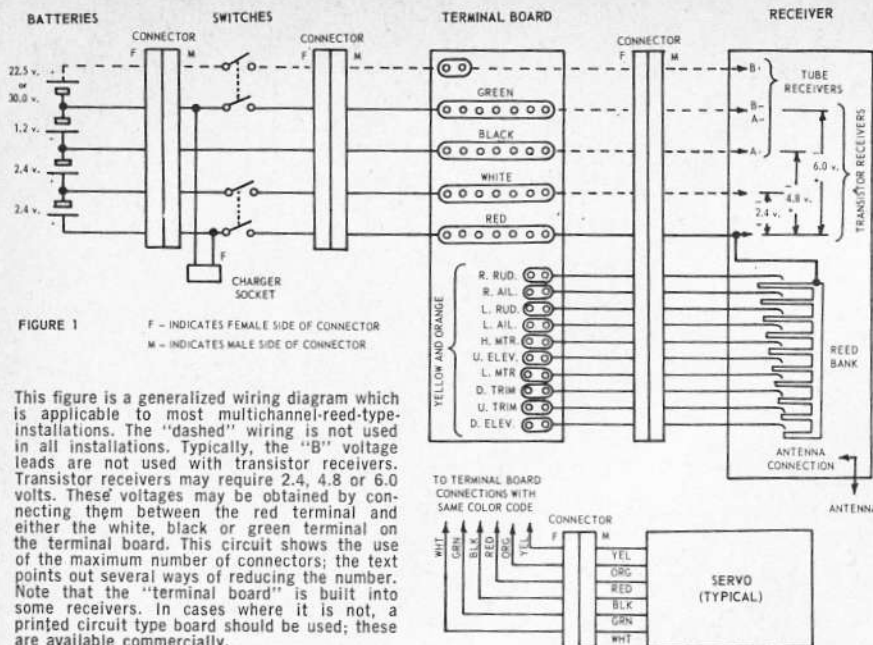 BATTERIES
SWITCHES
TERMINAL BOARD
RECEIVER
CONNECTOR
F M
CONNECTOR
F M
CONNECTOR
F M
22.5 v.
or
30.0 v.
1.2 v.
2.4 v.
2.4 v.
GREEN
BLACK
WHITE
RED
B+
B-
A-
A+
TUBE
RECEIVERS
TRANSISTOR RECEIVERS
6.0 v.
4.8 v.
2.4 v.
F
CHARGER
SOCKET
YELLOW AND ORANGE
R. RUD.
R. AIL.
L. RUD.
L. AIL.
H. MTR.
U. ELEV.
L. MTR
D. TRIM
U. TRIM
D. ELEV.
REED
BANK
ANTENNA
CONNECTION
ANTENNA
FIGURE 1
F - INDICATES FEMALE SIDE OF CONNECTOR
M - INDICATES MALE SIDE OF CONNECTOR
This figure is a generalized wiring diagram which
is applicable to most multichannel-reed-type-
installations. The "dashed" wiring is not used
in all installations. Typically, the "B" voltage
leads are not used with transistor receivers.
Transistor receivers may require 2.4, 4.8 or 6.0
volts. These voltages may be obtained by con-
necting them between the red terminal and
either the white, black or green terminal on
the terminal board. This circuit shows the use
of the maximum number of connectors; the text
points out several ways of reducing the number.
Note that the "terminal board" is built into
some receivers. In cases where it is not, a
printed circuit type board should be used; these
are available commercially.
TO TERMINAL BOARD
CONNECTIONS WITH
SAME COLOR CODE
WHT
GRN
BLK
RED
ORG
YEL
CONNECTOR
F M
YEL
ORG
RED
BLK
GRN
WHT
SERVO
(TYPICAL)